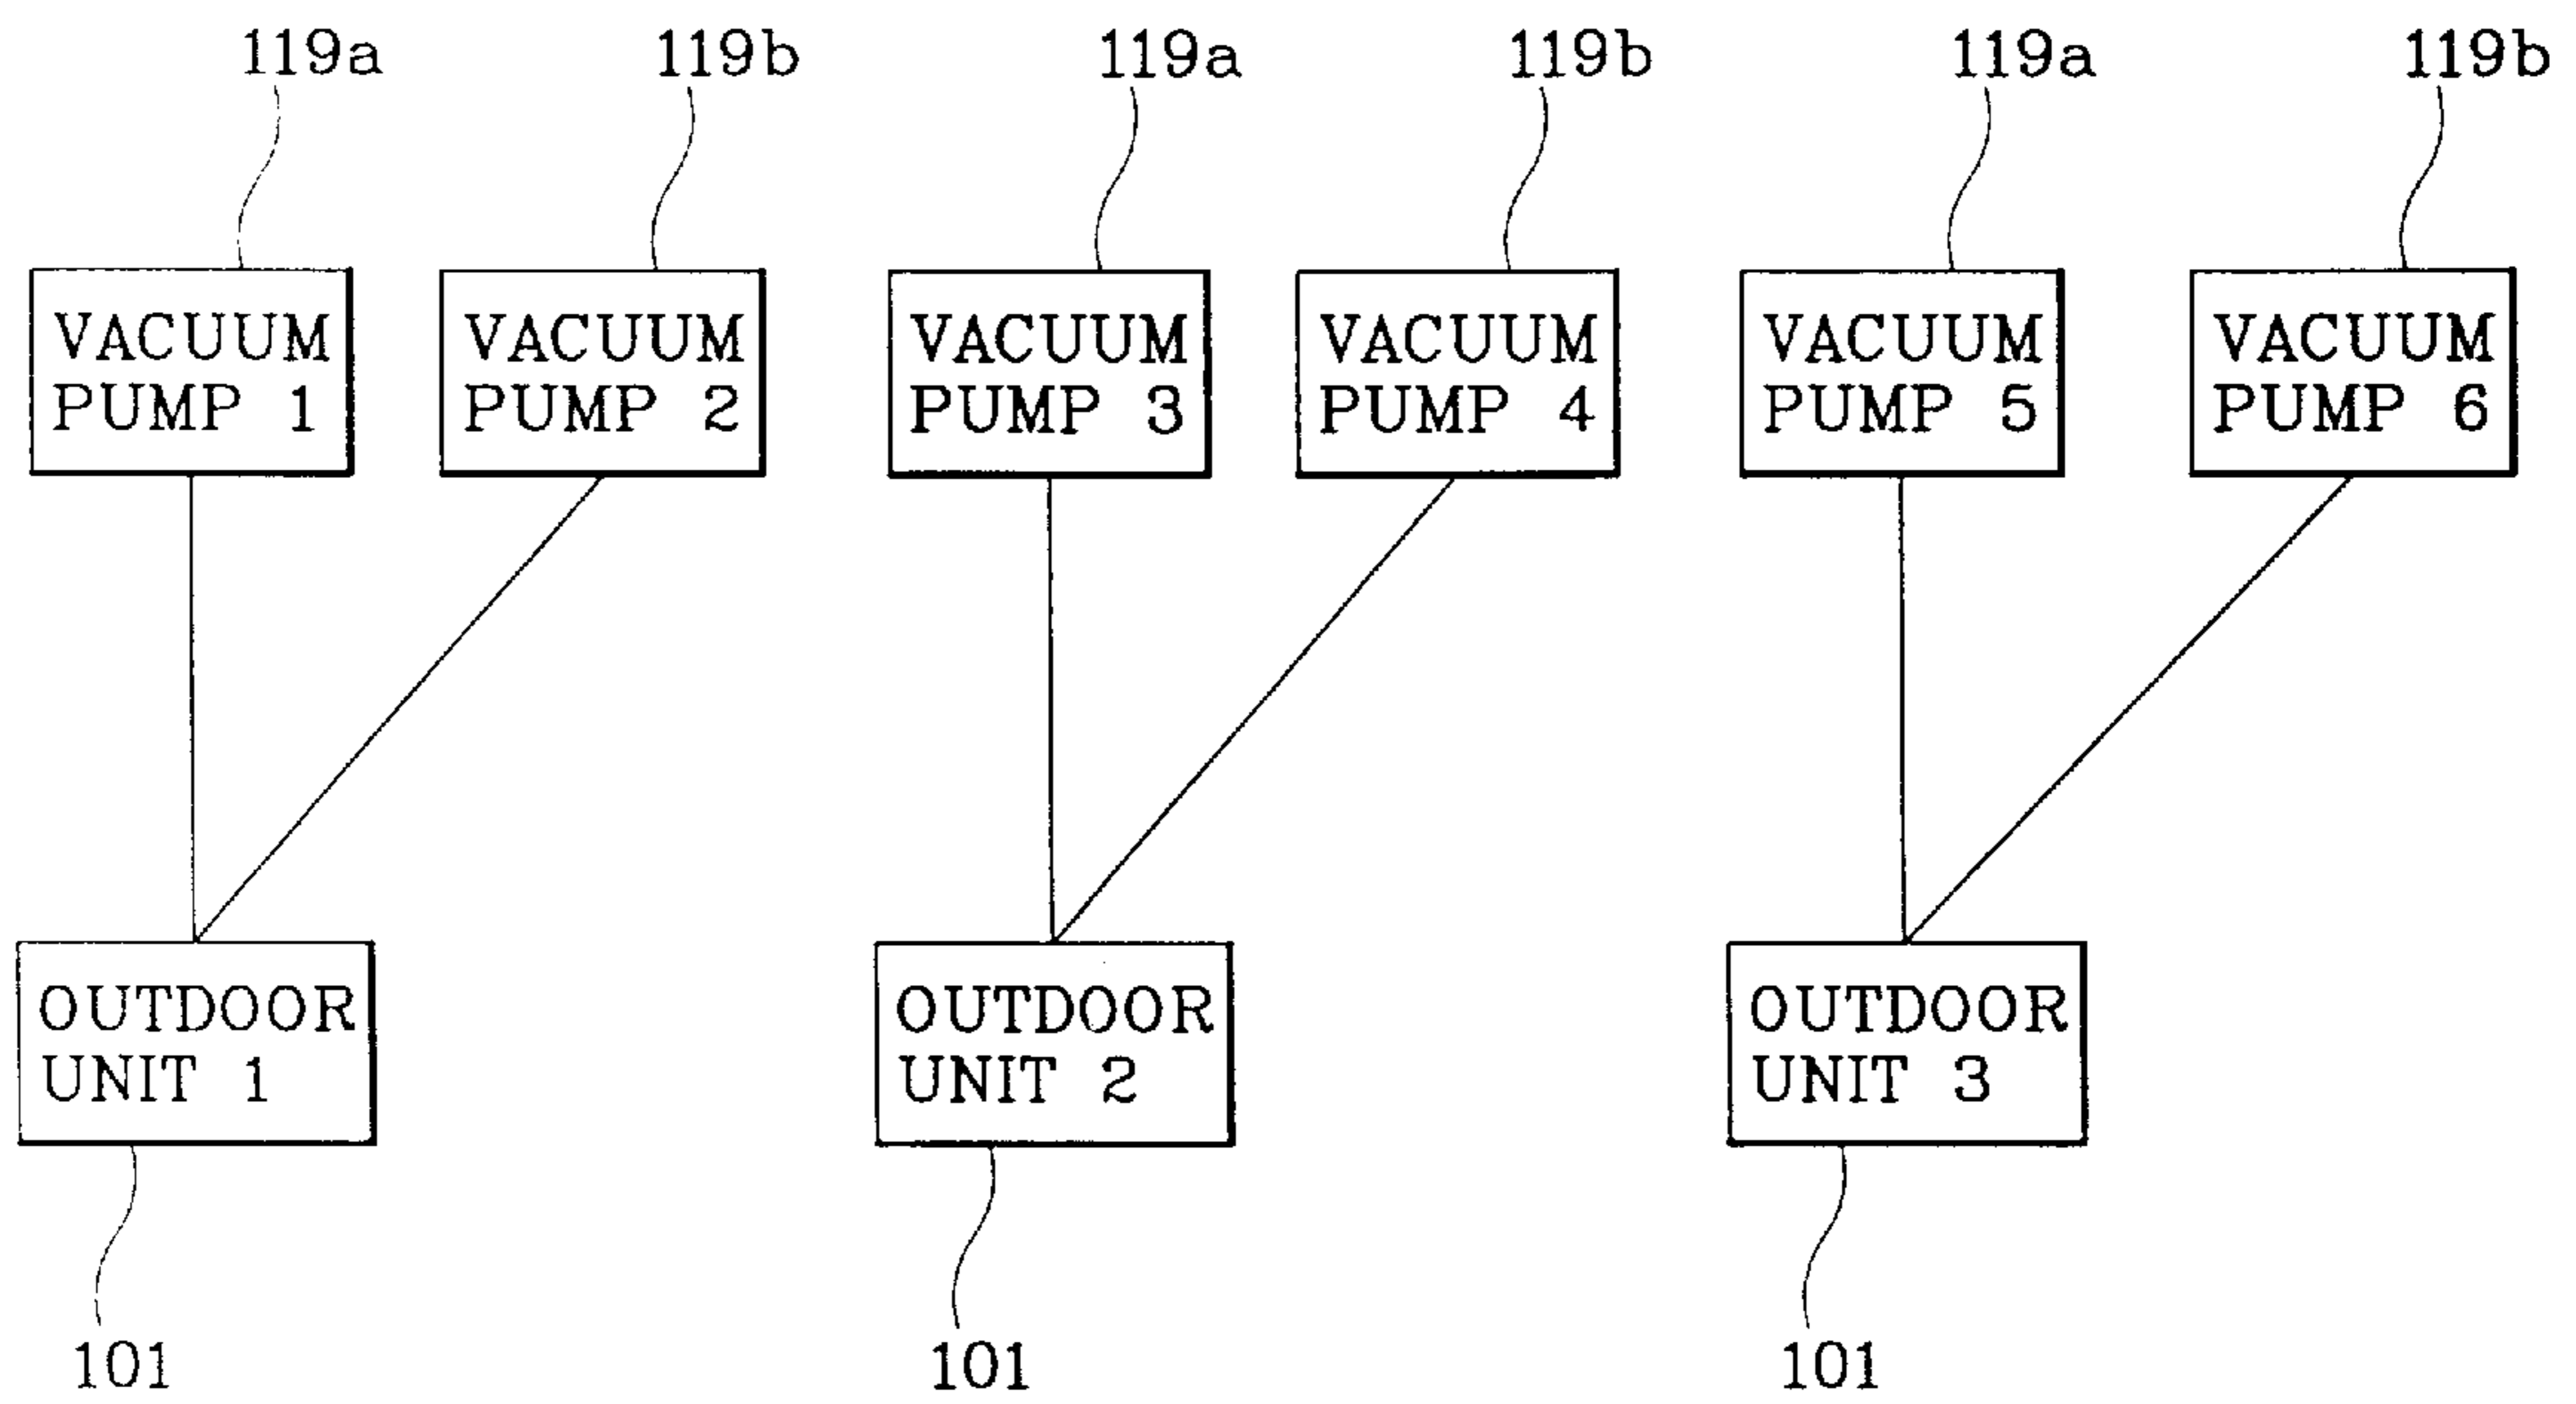 119a 119b 119a 119b 119a 119b
VACUUM PUMP 1
VACUUM PUMP 2
VACUUM PUMP 3
VACUUM PUMP 4
VACUUM PUMP 5
VACUUM PUMP 6
OUTDOOR UNIT 1
OUTDOOR UNIT 2
OUTDOOR UNIT 3
101 101 101